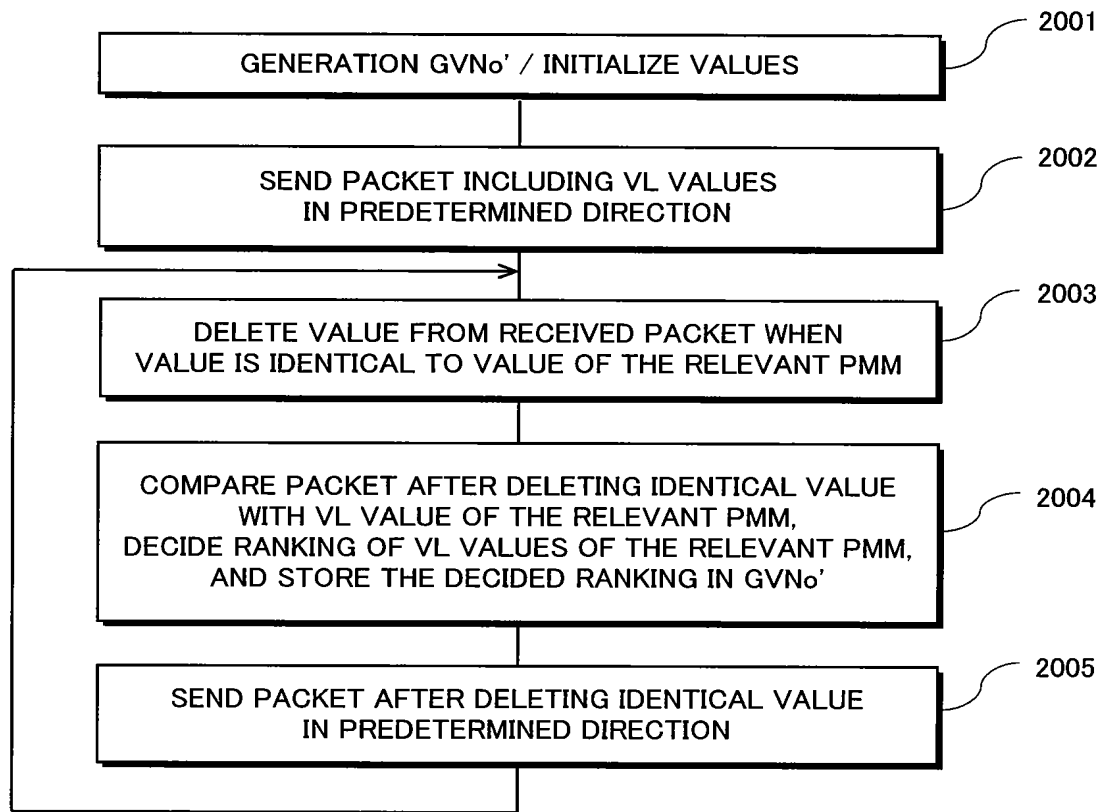 2001
GENERATION GVNo' / INITIALIZE VALUES
2002
SEND PACKET INCLUDING VL VALUES
IN PREDETERMINED DIRECTION
2003
DELETE VALUE FROM RECEIVED PACKET WHEN
VALUE IS IDENTICAL TO VALUE OF THE RELEVANT PMM
2004
COMPARE PACKET AFTER DELETING IDENTICAL VALUE
WITH VL VALUE OF THE RELEVANT PMM,
DECIDE RANKING OF VL VALUES OF THE RELEVANT PMM,
AND STORE THE DECIDED RANKING IN GVNo'
2005
SEND PACKET AFTER DELETING IDENTICAL VALUE
IN PREDETERMINED DIRECTION